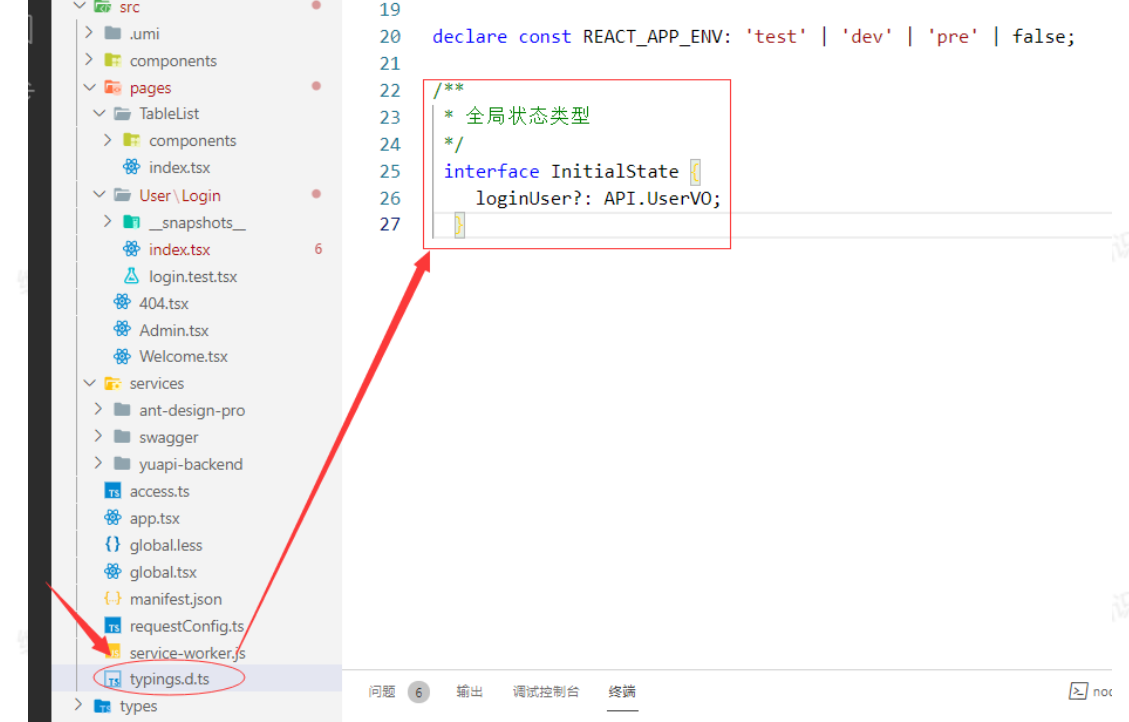 src
.umi
components
pages
TableList
components
index.tsx
User\Login
__snapshots__
index.tsx 6
login.test.tsx
404.tsx
Admin.tsx
Welcome.tsx
services
ant-design-pro
swagger
yuapi-backend
access.ts
app.tsx
global.less
global.tsx
manifest.json
requestConfig.ts
service-worker.js
typings.d.ts
types
19
20 declare const REACT_APP_ENV: 'test' | 'dev' | 'pre' | false;
21
22 /**
23 * 全局状态类型
24 */
25 interface InitialState {
26 loginUser?: API.UserVO;
27 }
问题 6 输出 调试控制台 终端